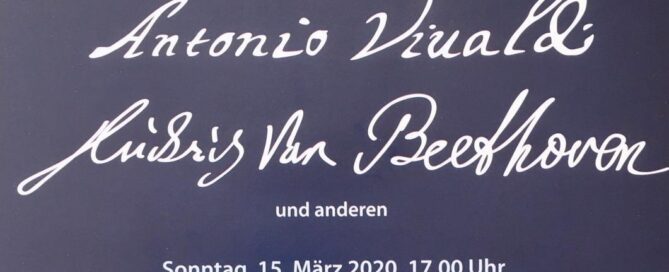 Antonio Vivaldi
Ludwig Van Beethoven
und anderen
Sonntag, 15. März 2020, 17.00 Uhr